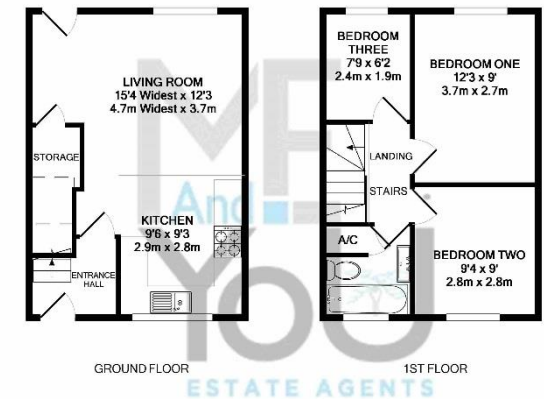 LIVING ROOM
15'4 Widest x 12'3
4.7m Widest x 3.7m
STORAGE
KITCHEN
9'6 x 9'3
2.9m x 2.8m
ENTRANCE
HALL
GROUND FLOOR
BEDROOM
THREE
7'9 x 6'2
2.4m x 1.9m
BEDROOM ONE
12'3 x 9'
3.7m x 2.7m
LANDING
STAIRS
A/C
BEDROOM TWO
9'4 x 9'
2.8m x 2.8m
1ST FLOOR
ME
And
YOU
ESTATE AGENTS